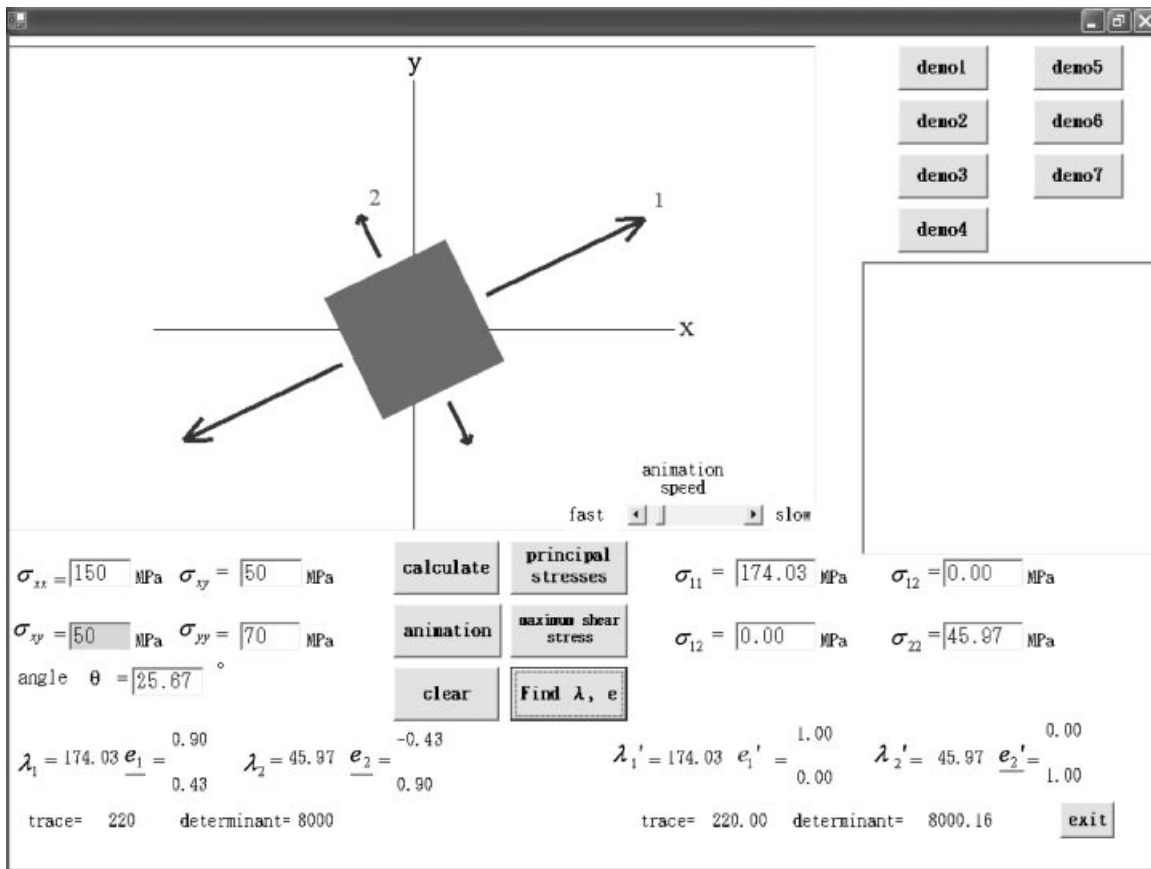 y
demo1 demo5
demo2 demo6
2 1
demo3 demo7
demo4
x
animation
speed
fast slow
σxx = 150 MPa σxy = 50 MPa
calculate
principal
stresses
σ11 = 174.03 MPa σ12 = 0.00
σxy = 50 MPa σyy = 70 MPa
animation
maximum shear
stress
σ12 = 0.00 MPa σ22 = 45.97 MPa
angle θ = 25.67 °
clear
Find λ, e
λ1 = 174.03 e1 = 0.90 0.43 λ2 = 45.97 e2 = -0.43 0.90
λ1' = 174.03 e1' = 1.00 0.00 λ2' = 45.97 e2' = 0.00 1.00
trace= 220 determinant= 8000
trace= 220.00 determinant= 8000.16
exit